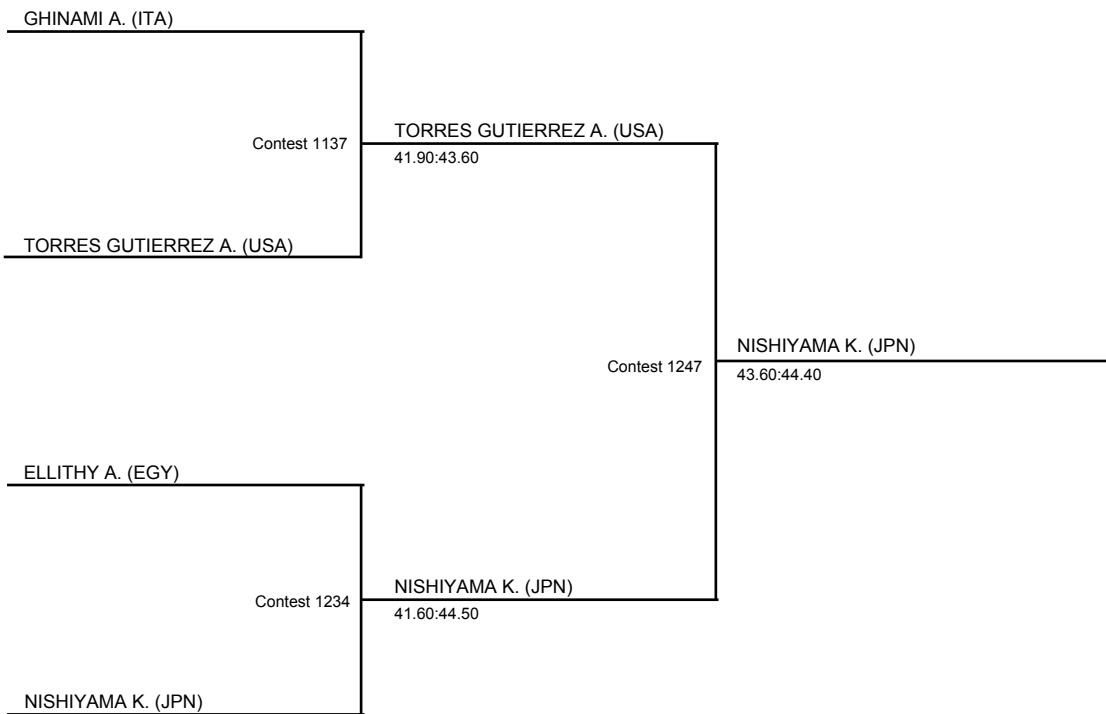 GHINAMI A. (ITA)
Contest 1137
TORRES GUTIERREZ A. (USA)
41.90:43.60
TORRES GUTIERREZ A. (USA)
Contest 1247
NISHIYAMA K. (JPN)
43.60:44.40
ELLITHY A. (EGY)
Contest 1234
NISHIYAMA K. (JPN)
41.60:44.50
NISHIYAMA K. (JPN)